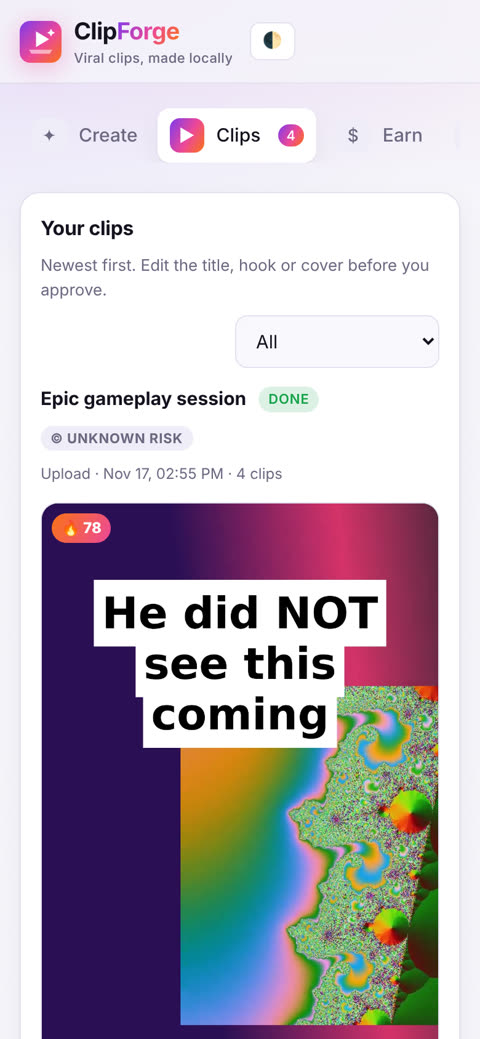 ClipForge
Viral clips, made locally
Create
Clips
4
$
Earn
Your clips
Newest first. Edit the title, hook or cover before you
approve.
All
Epic gameplay session
DONE
© UNKNOWN RISK
Upload · Nov 17, 02:55 PM · 4 clips
🔥 78
He did NOT
see this
coming